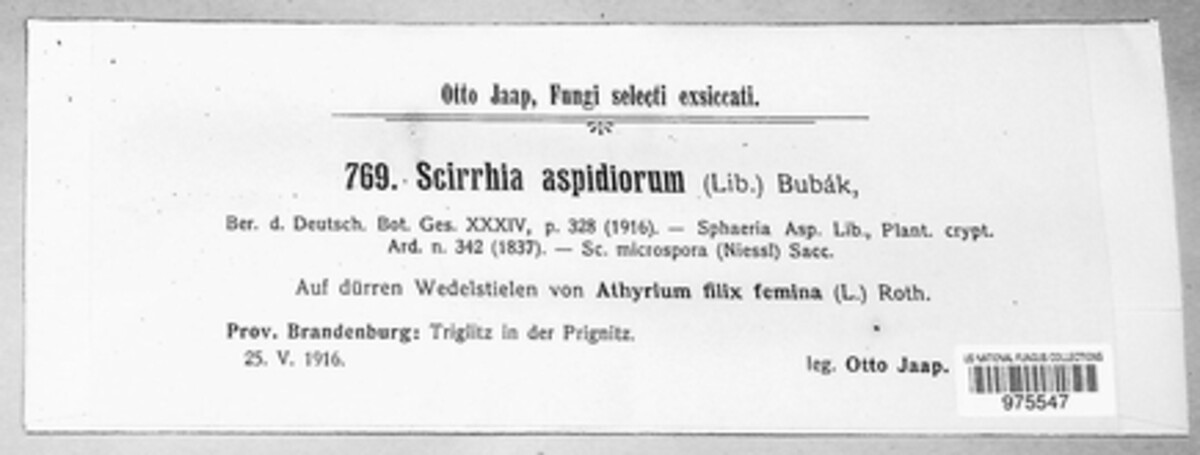 Otto Jaap, Fungi selecti exsiccati.
769. Scirrhia aspidiorum (Lib.) Bubák,
Ber. d. Deutsch. Bot. Ges. XXXIV, p. 328 (1916). — Sphaeria Asp. Lib., Plant. crypt.
Ard. n. 342 (1837). — Sc. microspora (Niessl) Sacc.
Auf dürren Wedelstielen von Athyrium filix femina (L.) Roth.
Prov. Brandenburg: Triglitz in der Prignitz.
25. V. 1916.
leg. Otto Jaap.
US NATIONAL FUNGUS COLLECTIONS
975547